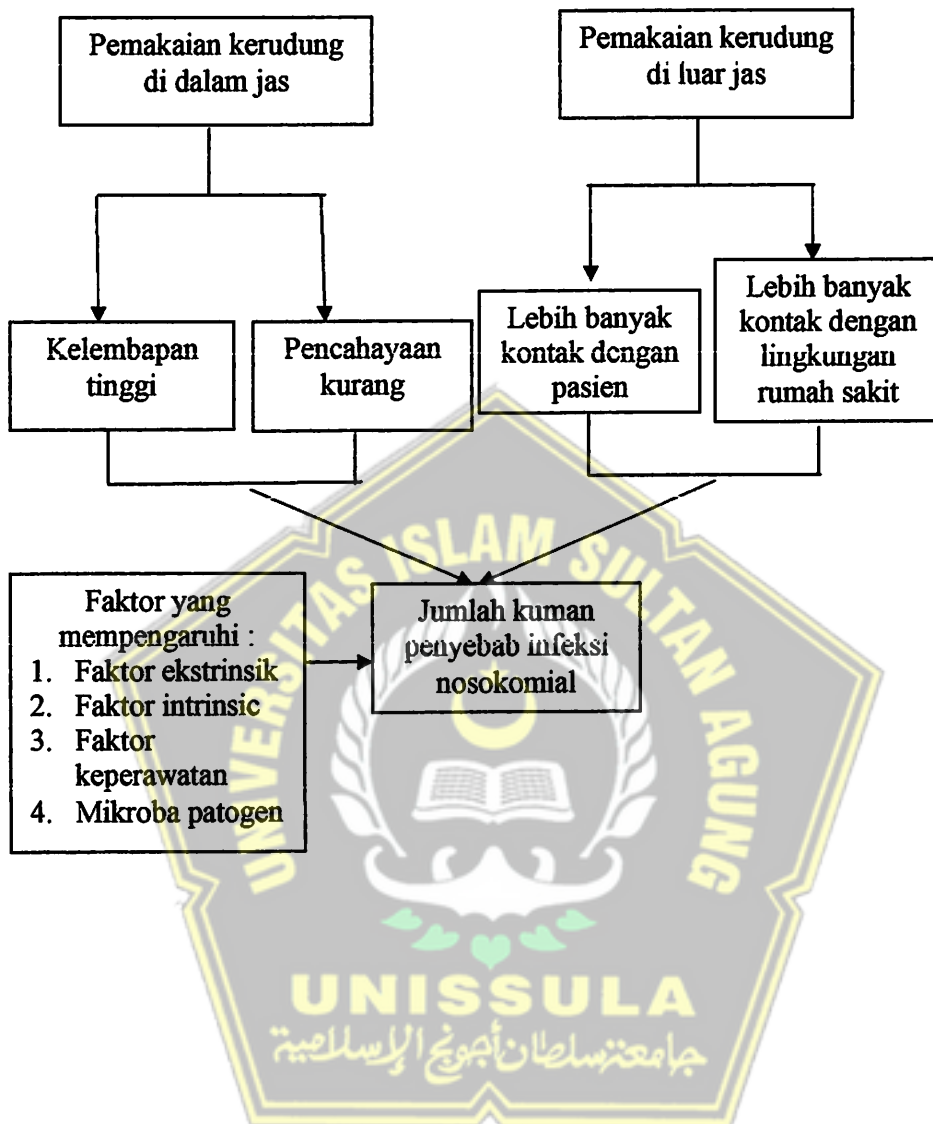 Pemakaian kerudung
di dalam jas
Pemakaian kerudung
di luar jas
Kelembapan
tinggi
Pencahayaan
kurang
Lebih banyak
kontak dengan
pasien
Lebih banyak
kontak dengan
lingkungan
rumah sakit
Faktor yang
mempengaruhi :
1. Faktor ekstrinsik
2. Faktor intrinsic
3. Faktor
keperawatan
4. Mikroba patogen
Jumlah kuman
penyebab infeksi
nosokomial
UNIVERSITAS ISLAM SULTAN AGUNG
UNISSULA
جامعة سلطان أجونج الإسلامية